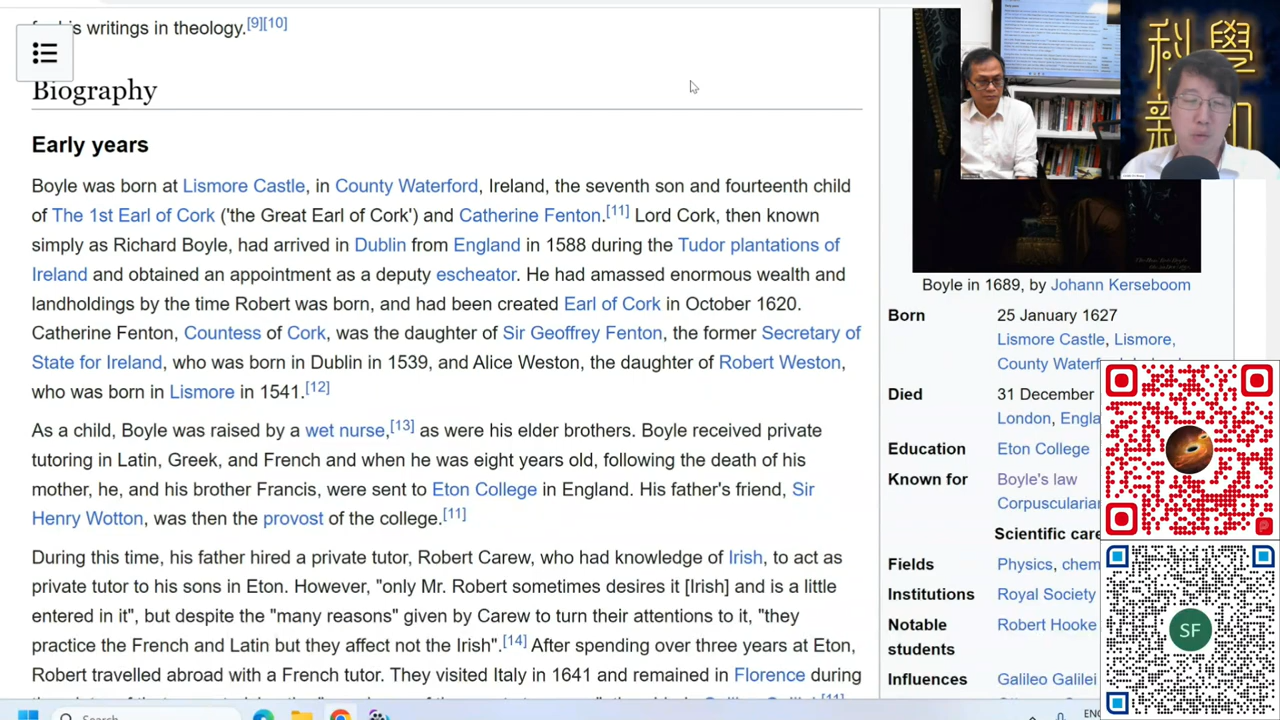 his writings in theology.[9][10]
Biography
Early years
Boyle was born at Lismore Castle, in County Waterford, Ireland, the seventh son and fourteenth child
of The 1st Earl of Cork ('the Great Earl of Cork') and Catherine Fenton.[11] Lord Cork, then known
simply as Richard Boyle, had arrived in Dublin from England in 1588 during the Tudor plantations of
Ireland and obtained an appointment as a deputy escheator. He had amassed enormous wealth and
landholdings by the time Robert was born, and had been created Earl of Cork in October 1620.
Catherine Fenton, Countess of Cork, was the daughter of Sir Geoffrey Fenton, the former Secretary of
State for Ireland, who was born in Dublin in 1539, and Alice Weston, the daughter of Robert Weston,
who was born in Lismore in 1541.[12]
As a child, Boyle was raised by a wet nurse,[13] as were his elder brothers. Boyle received private
tutoring in Latin, Greek, and French and when he was eight years old, following the death of his
mother, he, and his brother Francis, were sent to Eton College in England. His father's friend, Sir
Henry Wotton, was then the provost of the college.[11]
During this time, his father hired a private tutor, Robert Carew, who had knowledge of Irish, to act as
private tutor to his sons in Eton. However, "only Mr. Robert sometimes desires it [Irish] and is a little
entered in it", but despite the "many reasons" given by Carew to turn their attentions to it, "they
practice the French and Latin but they affect not the Irish".[14] After spending over three years at Eton,
Robert travelled abroad with a French tutor. They visited Italy in 1641 and remained in Florence during
科學
新
Boyle in 1689, by Johann Kerseboom
Born 25 January 1627
Lismore Castle, Lismore,
County
Died 31 December
London,
Education Eton College
Known for Boyle's law
Fields Physics,
Institutions Royal Society
Notable students Robert Hooke
Influences Galileo Galilei
SF
Search